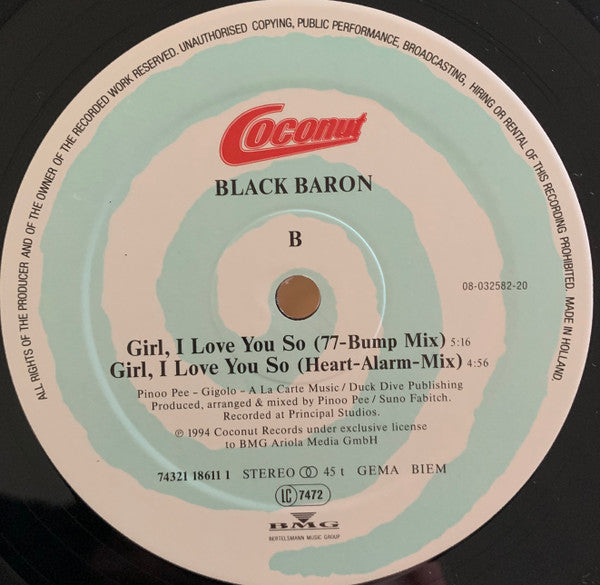 ALL RIGHTS OF THE PRODUCER AND OF THE OWNER OF THE RECORDED WORK RESERVED. UNAUTHORISED COPYING, PUBLIC PERFORMANCE, BROADCASTING, HIRING OR RENTAL OF THIS RECORDING PROHIBITED. MADE IN HOLLAND.
Coconut
BLACK BARON
B
08-032582-20
Girl, I Love You So (77-Bump Mix) 5:16
Girl, I Love You So (Heart-Alarm-Mix) 4:56
Pinoo Pee - Gigolo - A La Carte Music / Duck Dive Publishing
Produced, arranged & mixed by Pinoo Pee / Suno Fabitch.
Recorded at Principal Studios.
℗ 1994 Coconut Records under exclusive license
to BMG Ariola Media GmbH
74321 18611 1 STEREO 45 t GEMA BIEM
LC 7472
BMG
BERTELSMANN MUSIC GROUP